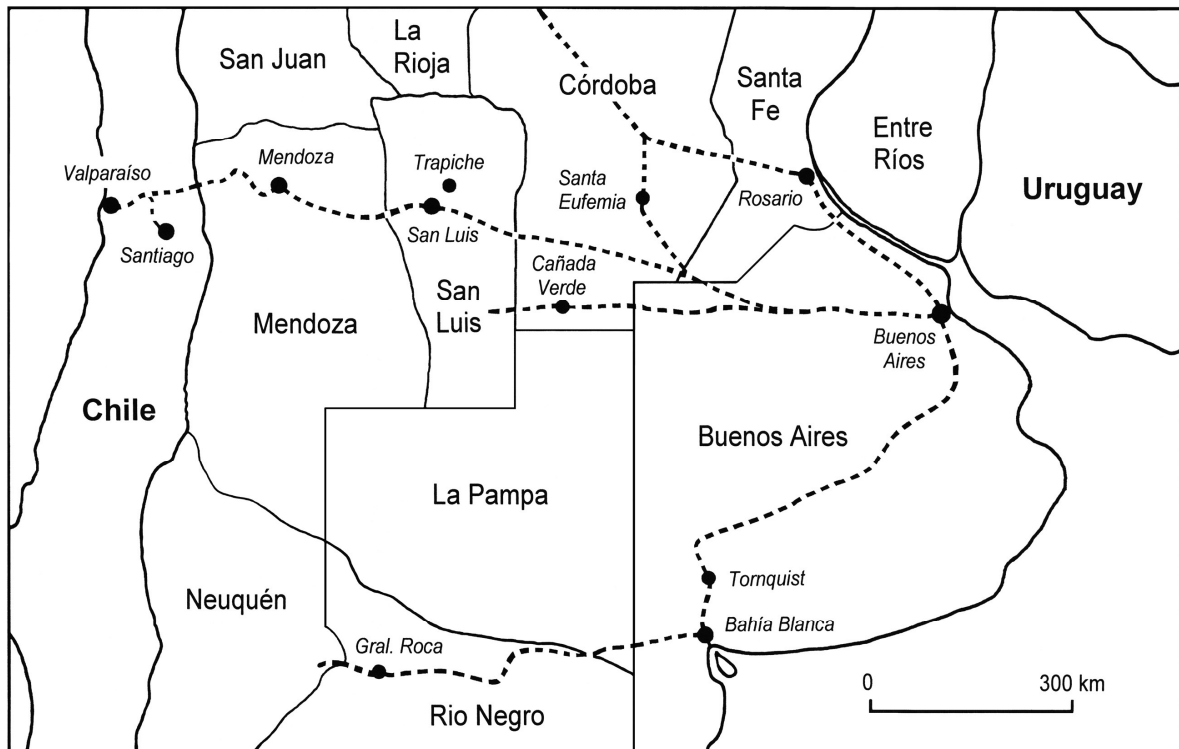 La
Rioja
San Juan
Córdoba
Santa
Fe
Entre
Ríos
Valparaíso
Mendoza
Trapiche
Santa
Eufemia
Rosario
Uruguay
Santiago
San Luis
Cañada
Verde
San
Luis
Mendoza
Buenos
Aires
Chile
Buenos Aires
La Pampa
Neuquén
Tornquist
Bahía Blanca
Gral. Roca
Rio Negro
0 300 km